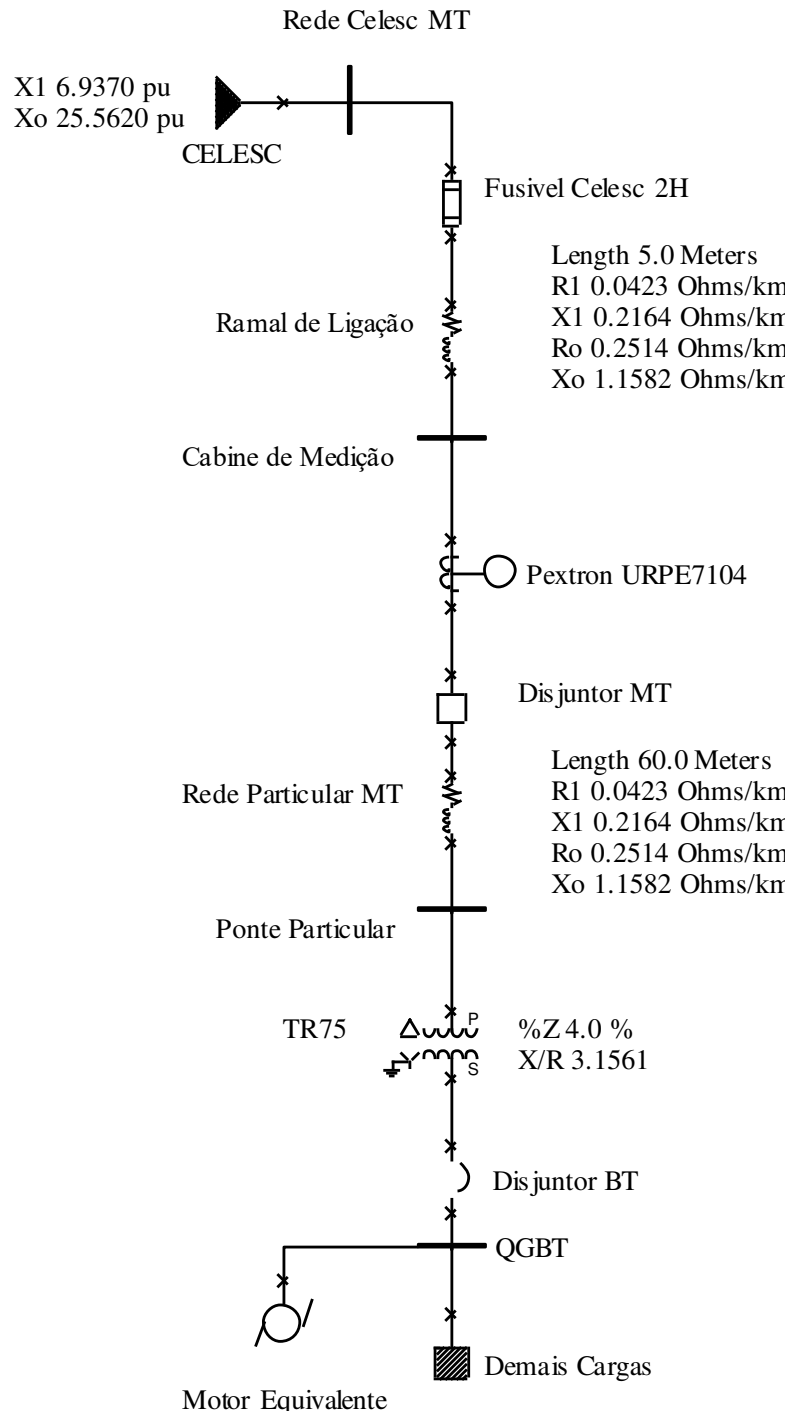 Rede Celesc MT
X1 6.9370 pu
Xo 25.5620 pu
CELESC
Fusivel Celesc 2H
Length 5.0 Meters
R1 0.0423 Ohms/km
X1 0.2164 Ohms/km
Ro 0.2514 Ohms/km
Xo 1.1582 Ohms/km
Ramal de Ligação
Cabine de Medição
Pextron URPE7104
Disjuntor MT
Length 60.0 Meters
R1 0.0423 Ohms/km
X1 0.2164 Ohms/km
Ro 0.2514 Ohms/km
Xo 1.1582 Ohms/km
Rede Particular MT
Ponte Particular
TR75
P
S
%Z 4.0 %
X/R 3.1561
Disjuntor BT
QGBT
Demais Cargas
Motor Equivalente